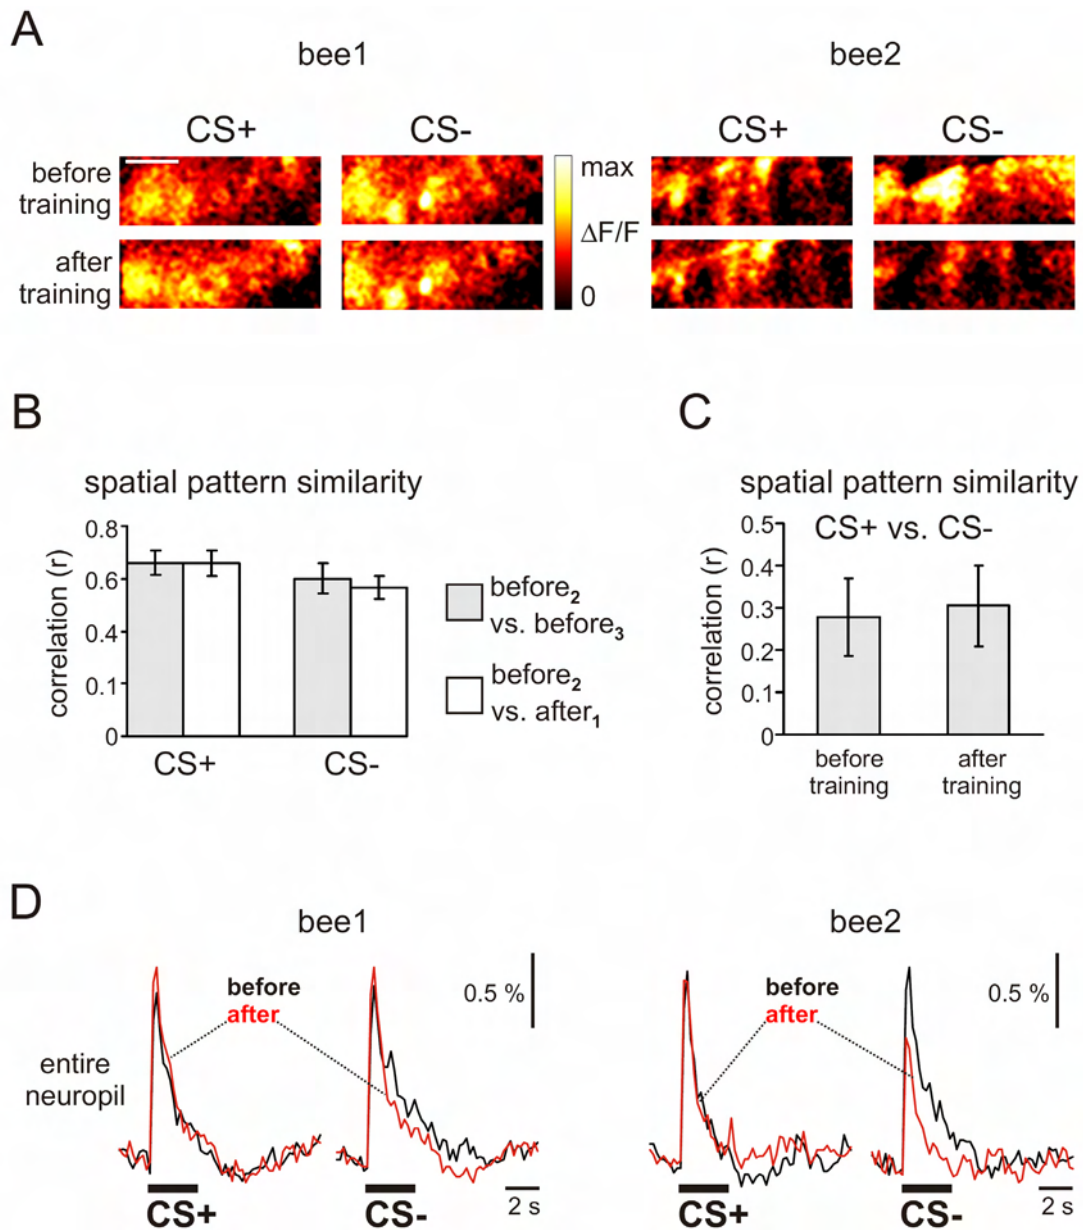 A
bee1
bee2
CS+
CS-
CS+
CS-
before
training
after
training
max
ΔF/F
0
B
spatial pattern similarity
correlation (r)
0.8
0.6
0.4
0.1
0
CS+
CS-
before2
vs. before3
before2
vs. after1
C
spatial pattern similarity
CS+ vs. CS-
correlation (r)
0.5
0.4
0.3
0.2
0.1
0
before
training
after
training
D
bee1
bee2
before
after
0.5 %
before
after
0.5 %
entire
neuropil
CS+
CS-
2 s
CS+
CS-
2 s